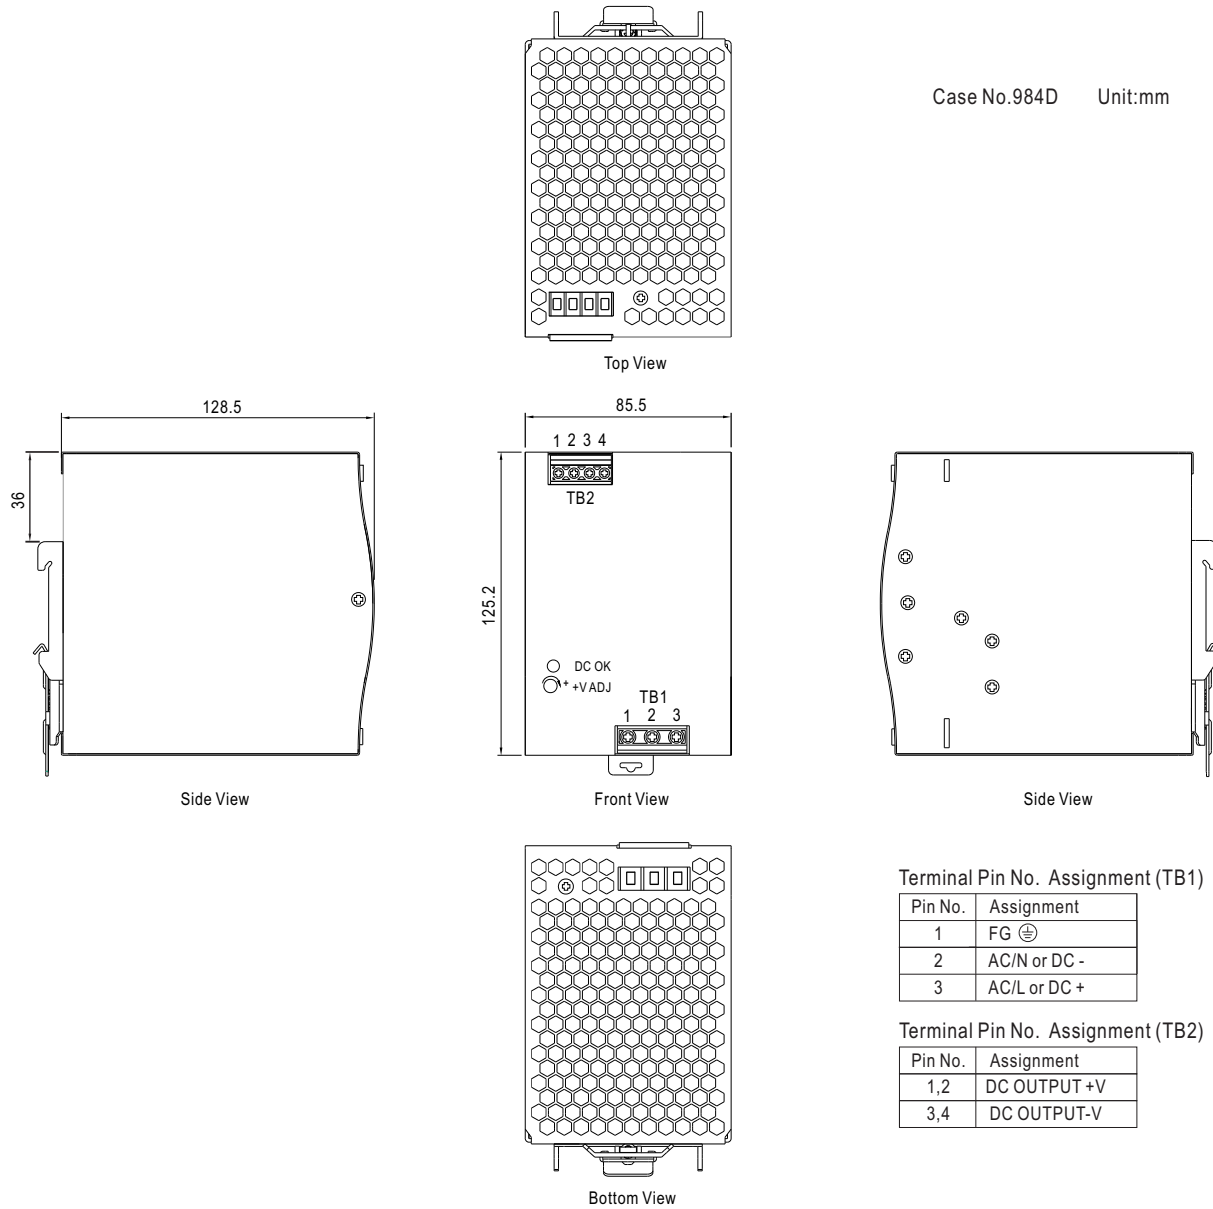 Case No.984D Unit:mm
Top View
128.5
85.5
36
1 2 3 4
TB2
125.2
DC OK
+ +V ADJ
TB1
1 2 3
Side View
Front View
Side View
Terminal Pin No. Assignment (TB1)
Pin No. Assignment
1 FG
2 AC/N or DC -
3 AC/L or DC +
Terminal Pin No. Assignment (TB2)
Pin No. Assignment
1,2 DC OUTPUT +V
3,4 DC OUTPUT-V
Bottom View